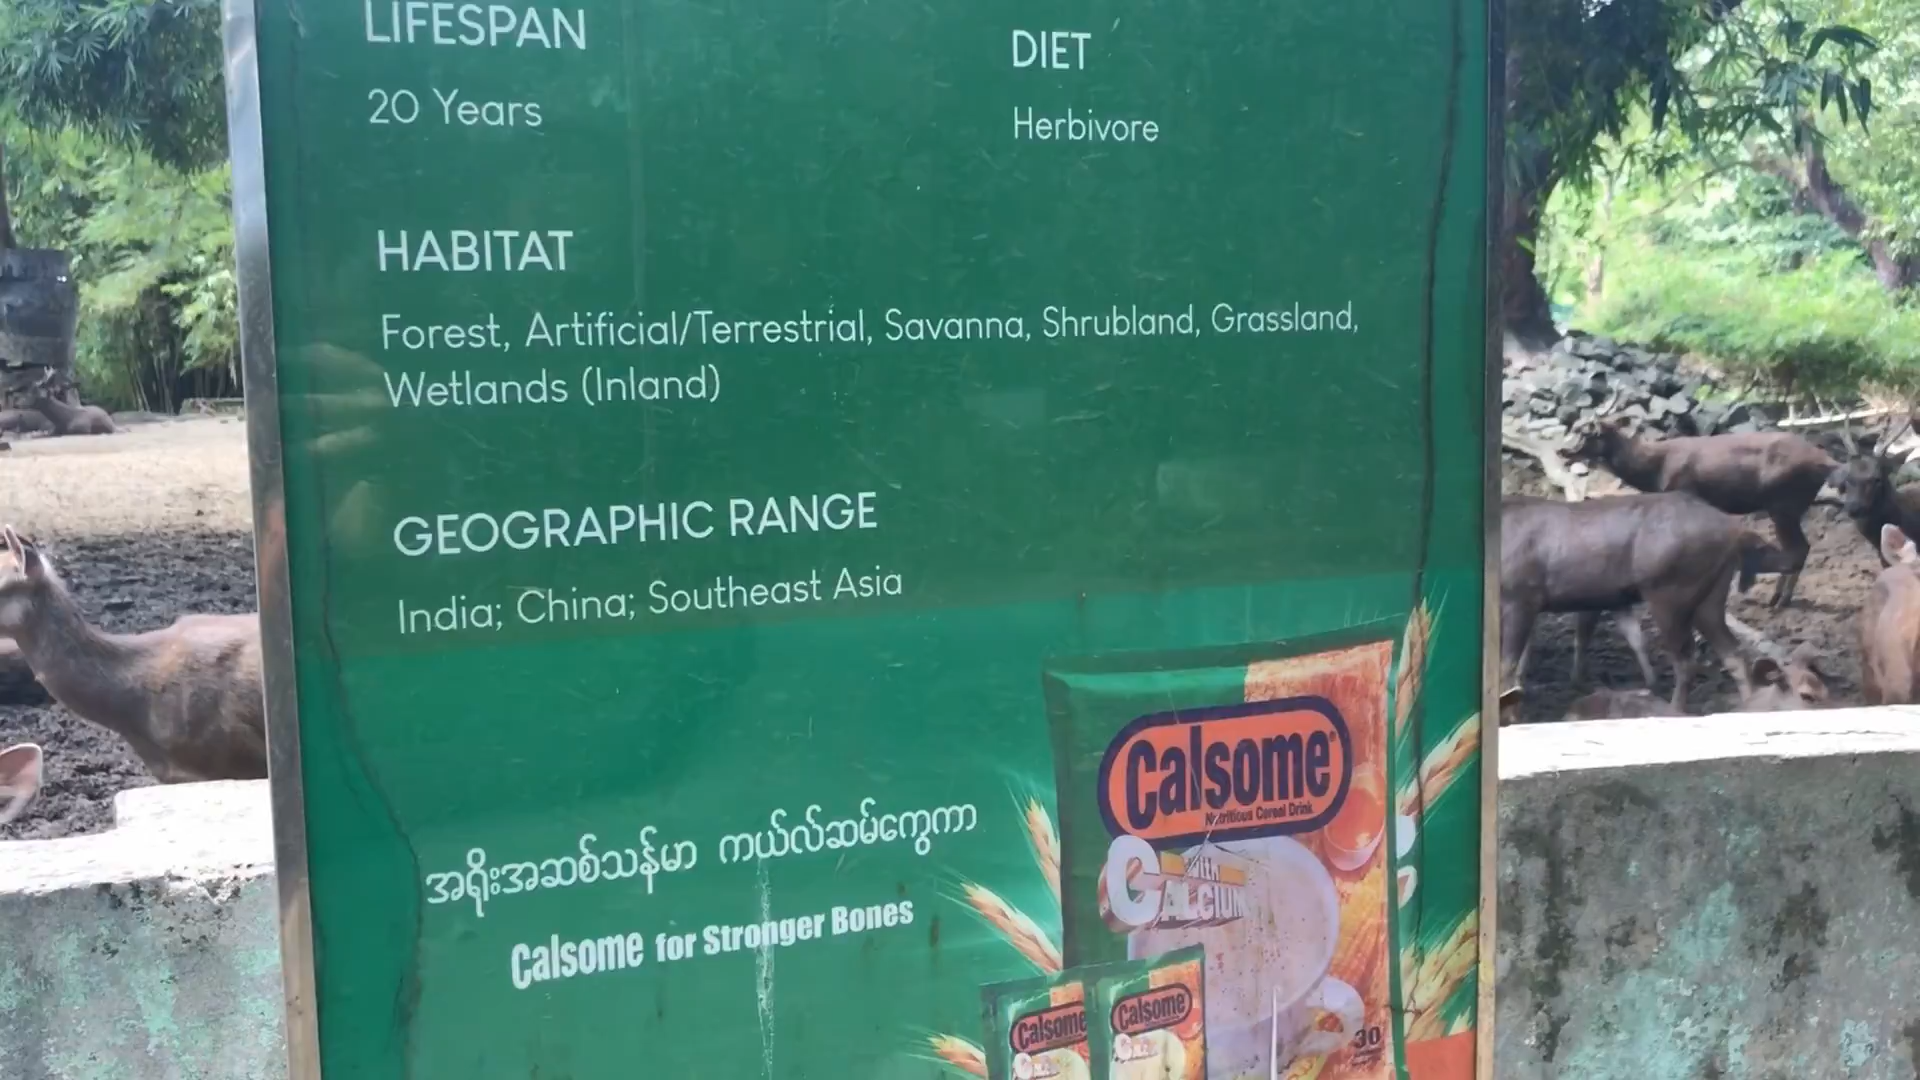 LIFESPAN
20 Years
DIET
Herbivore
HABITAT
Forest, Artificial/Terrestrial, Savanna, Shrubland, Grassland,
Wetlands (Inland)
GEOGRAPHIC RANGE
India; China; Southeast Asia
အရိုးအဆစ်သန်မာ ကယ်လ်ဆမ်ကွေကာ
Calsome for Stronger Bones
Calsome
Nutritious Cereal Drink
with
CALCIUM
Calsome
Calsome
30